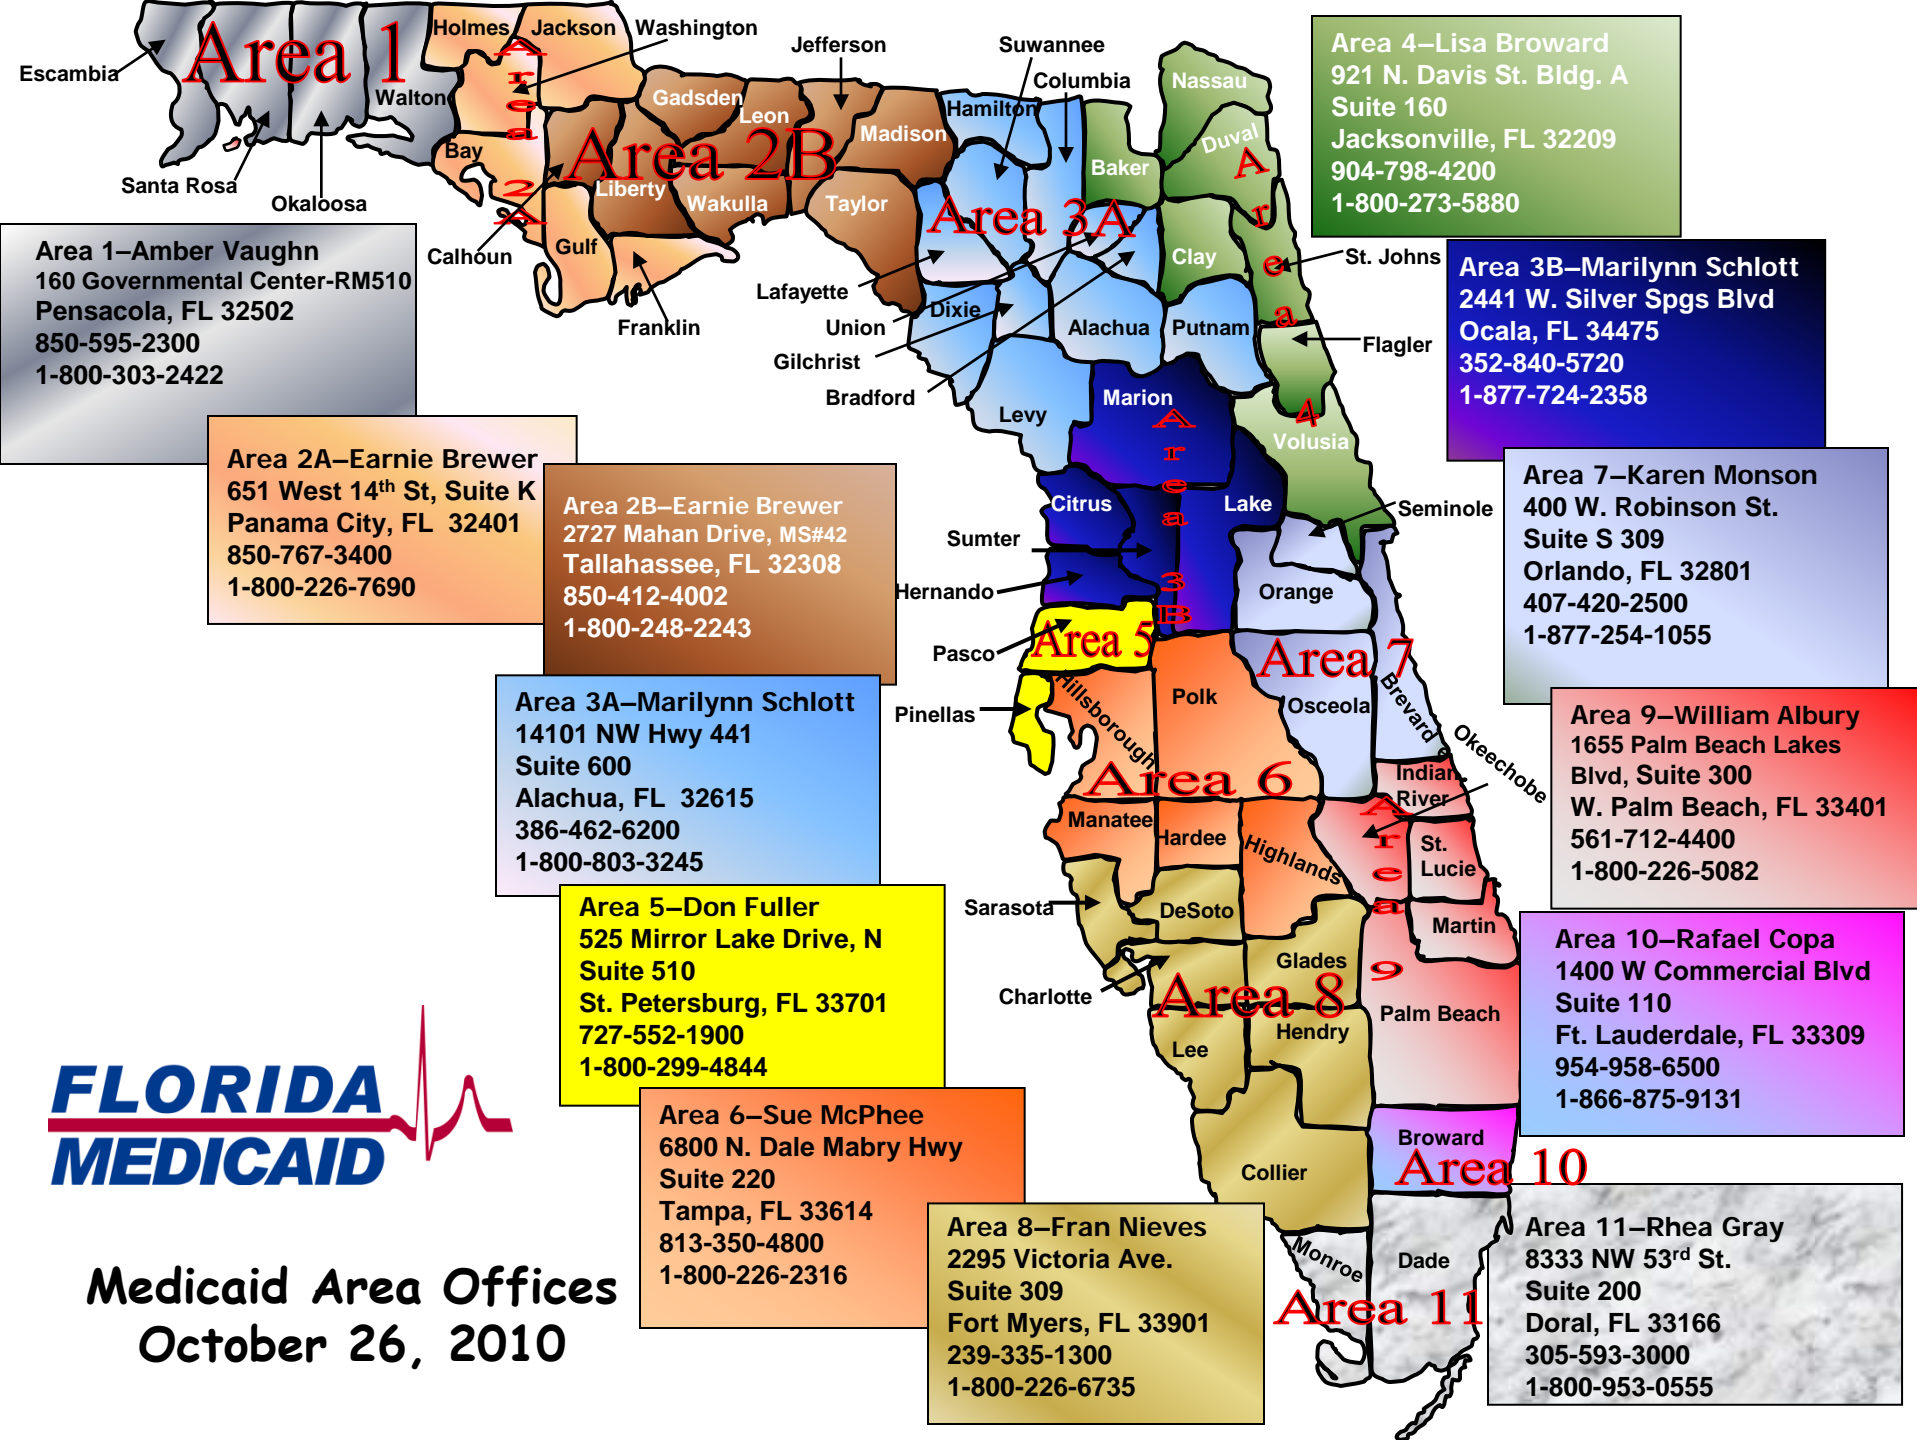 Escambia
Area 1
Walton
Santa Rosa
Okaloosa
Holmes
Jackson
Washington
Area 2A
Bay
Calhoun
Gulf
Franklin
Gadsden
Leon
Jefferson
Madison
Area 2B
Liberty
Wakulla
Taylor
Suwannee
Columbia
Hamilton
Area 3A
Lafayette
Union
Dixie
Gilchrist
Bradford
Alachua
Putnam
Levy
Nassau
Duval
Baker
Clay
St. Johns
Flagler
Volusia
Area 4
Marion
Citrus
Lake
Sumter
Hernando
Area 3B
Pasco
Area 5
Pinellas
Seminole
Orange
Area 7
Osceola
Brevard
Hillsborough
Polk
Area 6
Manatee
Hardee
Highlands
Okeechobe
e
Indian
River
St.
Lucie
Martin
Area 9
Palm Beach
Sarasota
DeSoto
Charlotte
Glades
Area 8
Lee
Hendry
Collier
Broward
Area 10
Monroe
Dade
Area 11
Area 1–Amber Vaughn
160 Governmental Center-RM510
Pensacola, FL 32502
850-595-2300
1-800-303-2422
Area 2A–Earnie Brewer
651 West 14th St, Suite K
Panama City, FL 32401
850-767-3400
1-800-226-7690
Area 2B–Earnie Brewer
2727 Mahan Drive, MS#42
Tallahassee, FL 32308
850-412-4002
1-800-248-2243
Area 3A–Marilynn Schlott
14101 NW Hwy 441
Suite 600
Alachua, FL 32615
386-462-6200
1-800-803-3245
Area 5–Don Fuller
525 Mirror Lake Drive, N
Suite 510
St. Petersburg, FL 33701
727-552-1900
1-800-299-4844
Area 6–Sue McPhee
6800 N. Dale Mabry Hwy
Suite 220
Tampa, FL 33614
813-350-4800
1-800-226-2316
Area 8–Fran Nieves
2295 Victoria Ave.
Suite 309
Fort Myers, FL 33901
239-335-1300
1-800-226-6735
Area 4–Lisa Broward
921 N. Davis St. Bldg. A
Suite 160
Jacksonville, FL 32209
904-798-4200
1-800-273-5880
Area 3B–Marilynn Schlott
2441 W. Silver Spgs Blvd
Ocala, FL 34475
352-840-5720
1-877-724-2358
Area 7–Karen Monson
400 W. Robinson St.
Suite S 309
Orlando, FL 32801
407-420-2500
1-877-254-1055
Area 9–William Albury
1655 Palm Beach Lakes
Blvd, Suite 300
W. Palm Beach, FL 33401
561-712-4400
1-800-226-5082
Area 10–Rafael Copa
1400 W Commercial Blvd
Suite 110
Ft. Lauderdale, FL 33309
954-958-6500
1-866-875-9131
Area 11–Rhea Gray
8333 NW 53rd St.
Suite 200
Doral, FL 33166
305-593-3000
1-800-953-0555
FLORIDA
MEDICAID
Medicaid Area Offices
October 26, 2010